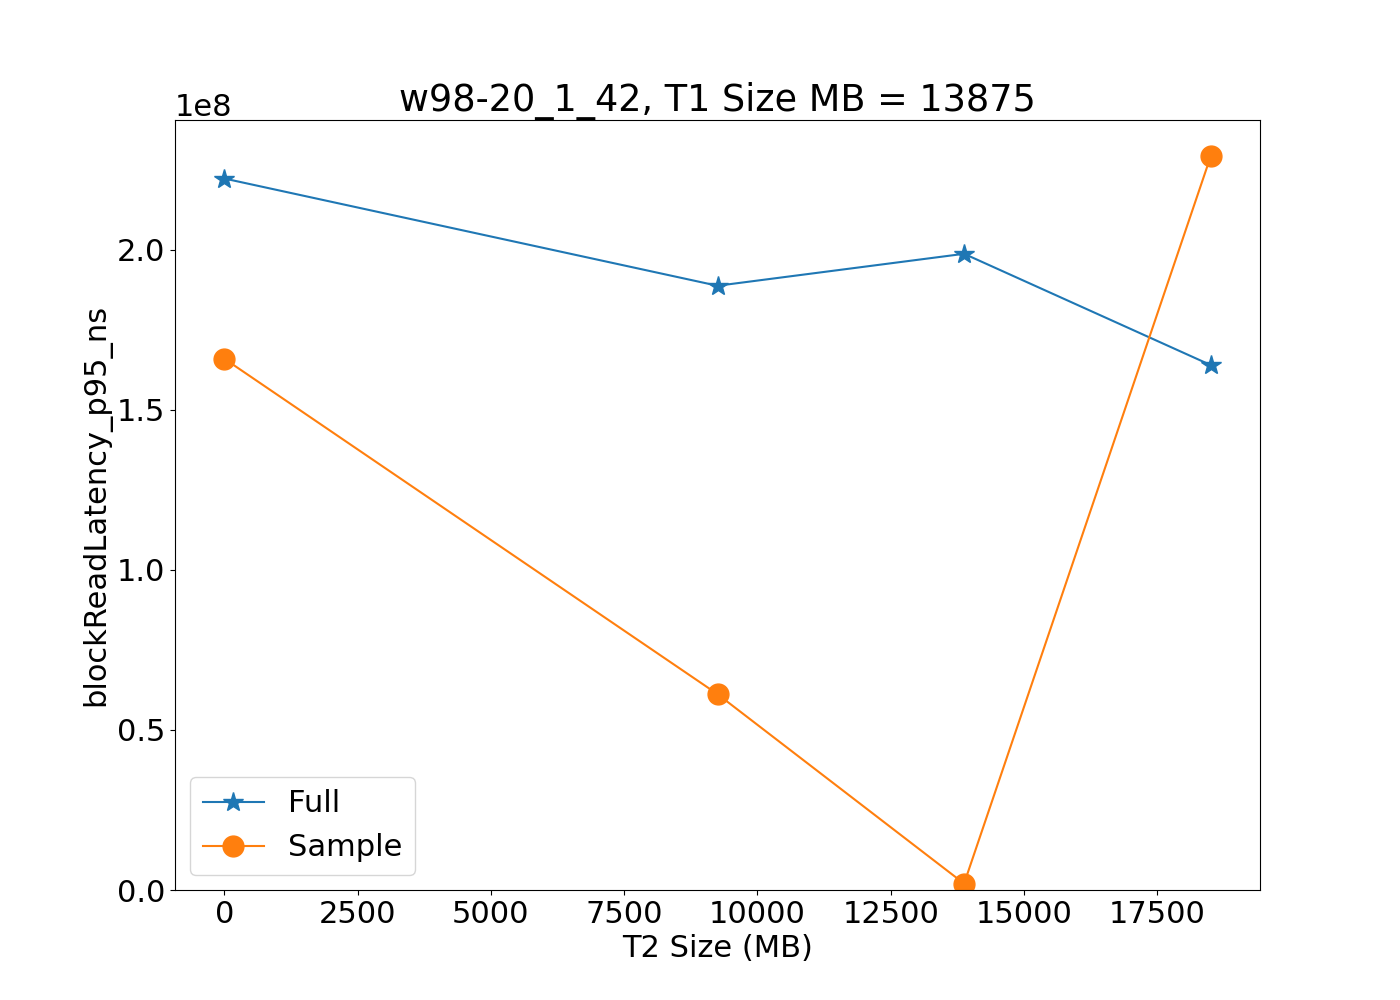 w98-20_1_42, T1 Size MB = 13875
1e8
blockReadLatency_p95_ns
2.0
1.5
1.0
0.5
0.0
Full
Sample
0 2500 5000 7500 10000 12500 15000 17500
T2 Size (MB)